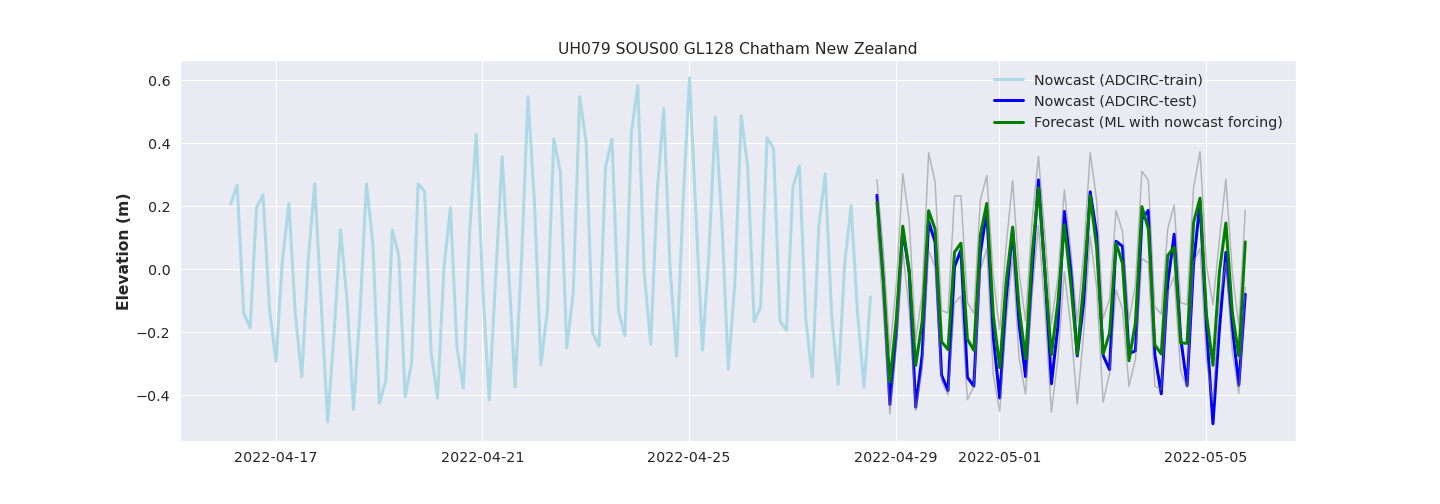 UH079 SOUS00 GL128 Chatham New Zealand
Nowcast (ADCIRC-train)
Nowcast (ADCIRC-test)
Forecast (ML with nowcast forcing)
Elevation (m)
0.6
0.4
0.2
0.0
−0.2
−0.4
2022-04-17 2022-04-21 2022-04-25 2022-04-29 2022-05-01 2022-05-05